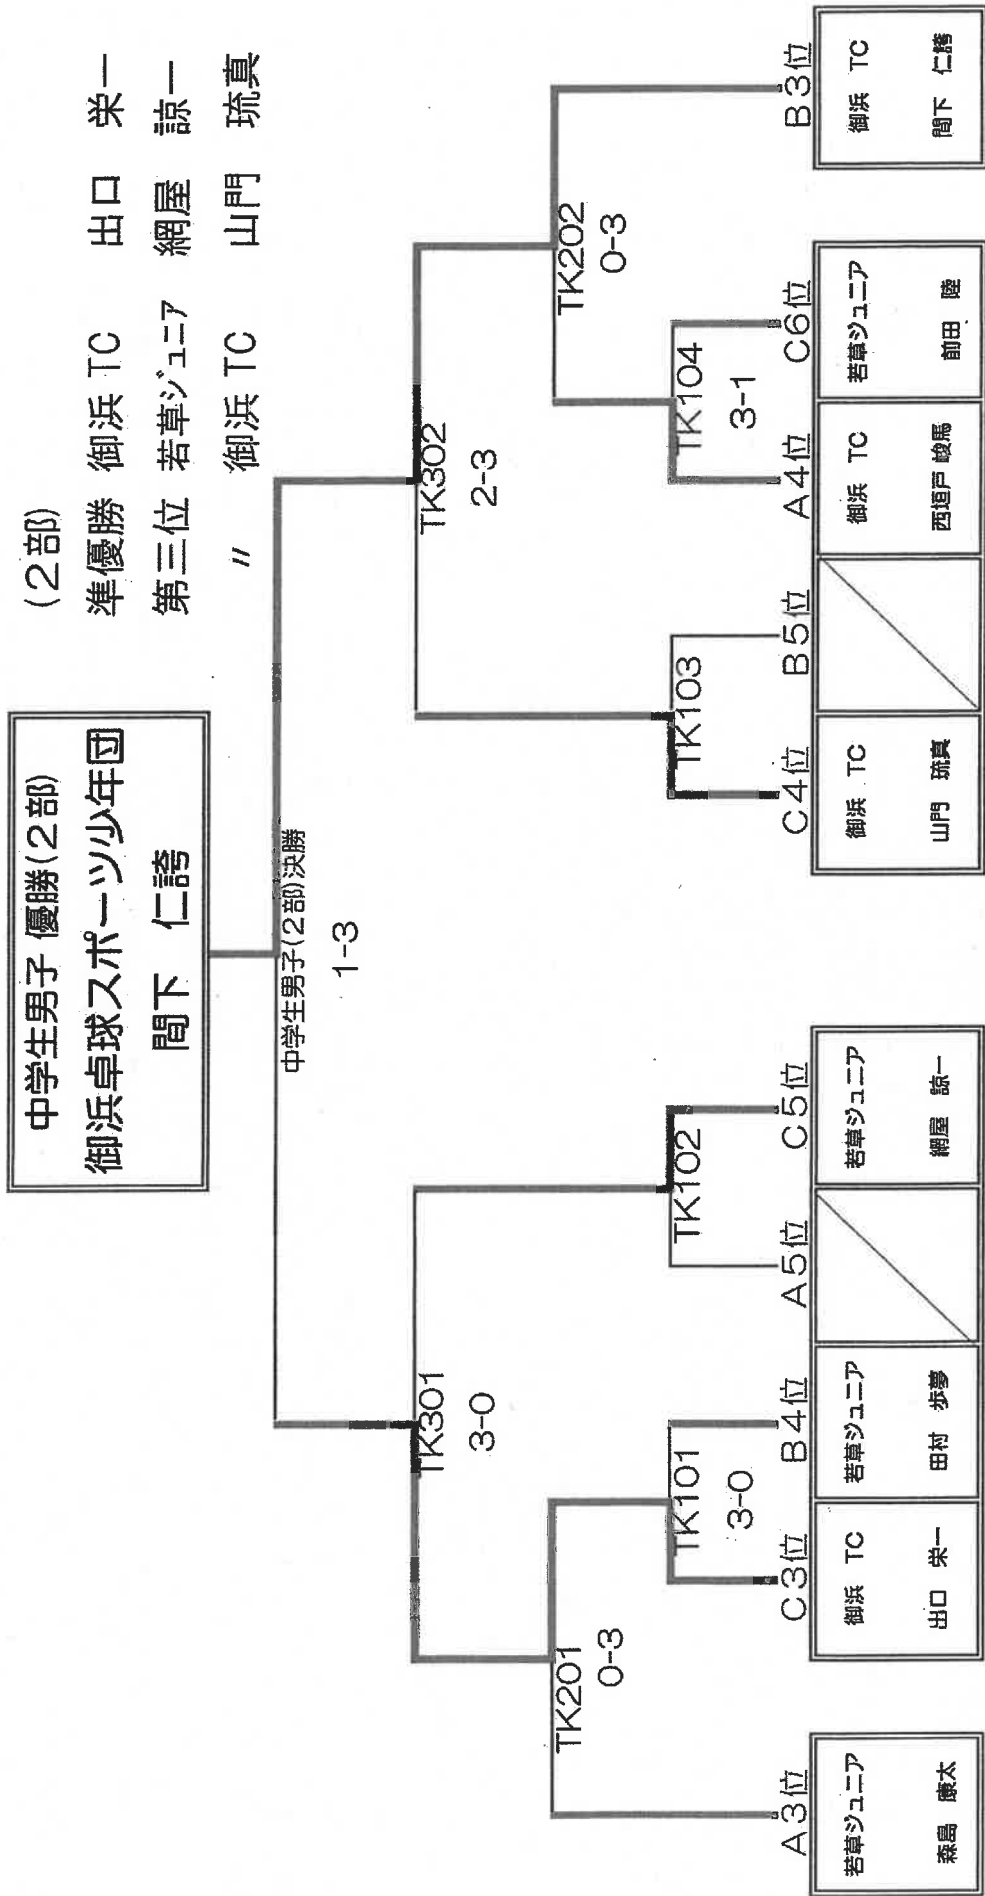 中学生男子 優勝(2部)
御浜卓球スポーツ少年団
間下 仁誇
(2部)
準優勝 御浜 TC 出口 栄一
第三位 若草ジュニア 網屋 諒一
〃 御浜 TC 山門 琉真
中学生男子(2部)決勝
1-3
TK301
3-0
TK302
2-3
TK201
0-3
TK202
0-3
TK101
3-0
TK102
TK103
TK104
3-1
A3位
C3位
B4位
A5位
C5位
C4位
B5位
A4位
C6位
B3位
若草ジュニア
森島 康太
御浜 TC
出口 栄一
若草ジュニア
田村 歩夢
若草ジュニア
網屋 諒一
御浜 TC
山門 琉真
御浜 TC
西垣戸 峻馬
若草ジュニア
前田 陸
御浜 TC
間下 仁誇